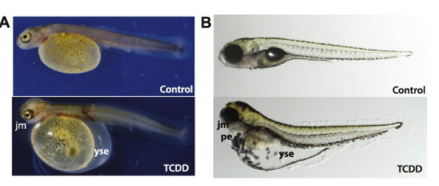 A
Control
jm
yse
TCDD
B
Control
jm
pe
yse
TCDD